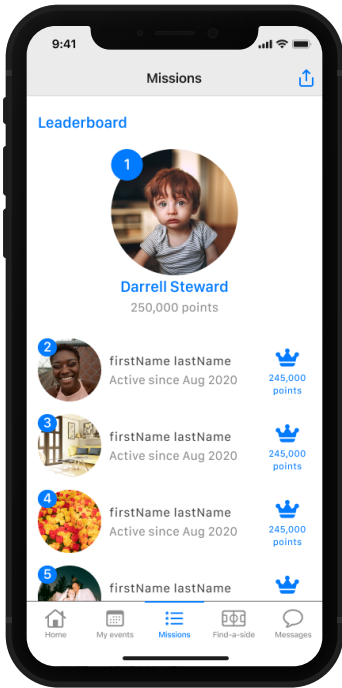 9:41
Missions
Leaderboard
1
Darrell Steward
250,000 points
2
firstName lastName
Active since Aug 2020
245,000
points
3
firstName lastName
Active since Aug 2020
245,000
points
4
firstName lastName
Active since Aug 2020
245,000
points
5
firstName lastName
Home
My events
Missions
Find-a-side
Messages